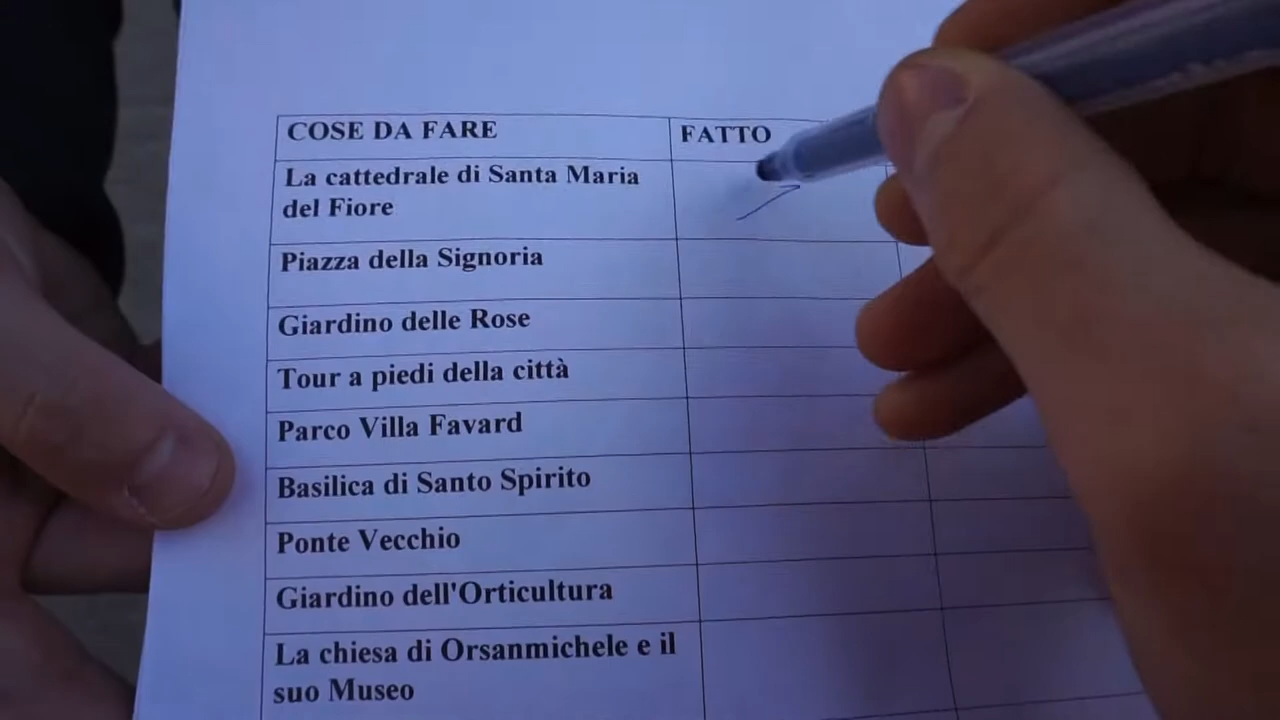 COSE DA FARE FATTO
La cattedrale di Santa Maria
del Fiore
Piazza della Signoria
Giardino delle Rose
Tour a piedi della città
Parco Villa Favard
Basilica di Santo Spirito
Ponte Vecchio
Giardino dell'Orticultura
La chiesa di Orsanmichele e il
suo Museo